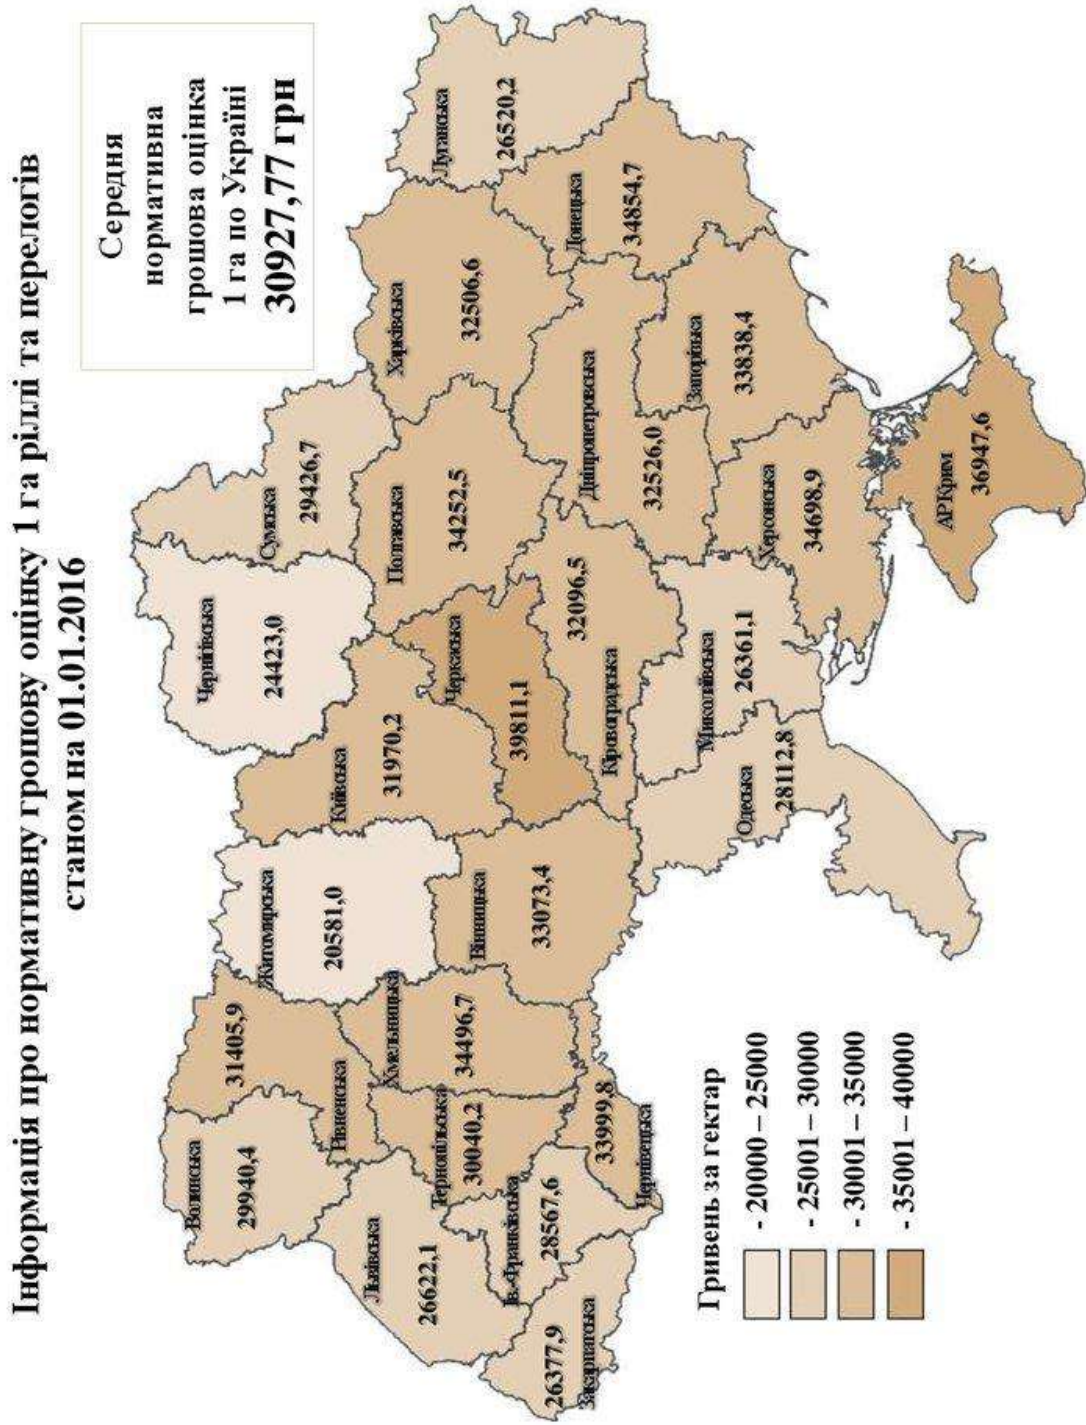 Інформація про нормативну грошову оцінку 1 га ріллі та перелогів
станом на 01.01.2016
Середня
нормативна
грошова оцінка
1 га по Україні
30927,77 грн
Волинська
29940,4
31405,9
Рівненська
Житомирська
20581,0
Київська
31970,2
Чернігівська
24423,0
Сумська
29426,7
Львівська
26622,1
Тернопільська
30040,2
Хмельницька
34496,7
Вінницька
33073,4
Черкаська
39811,1
Полтавська
34252,5
Харківська
32506,6
Луганська
26520,2
26377,9
Закарпатська
Ів.-Франківська
28567,6
33999,8
Чернівецька
Кіровоградська
32096,5
Дніпропетровська
32526,0
Донецька
34854,7
Одеська
28112,8
Миколаївська
26361,1
Херсонська
34698,9
Запорізька
33838,4
АР Крим
36947,6
Гривень за гектар
- 20000 – 25000
- 25001 – 30000
- 30001 – 35000
- 35001 – 40000